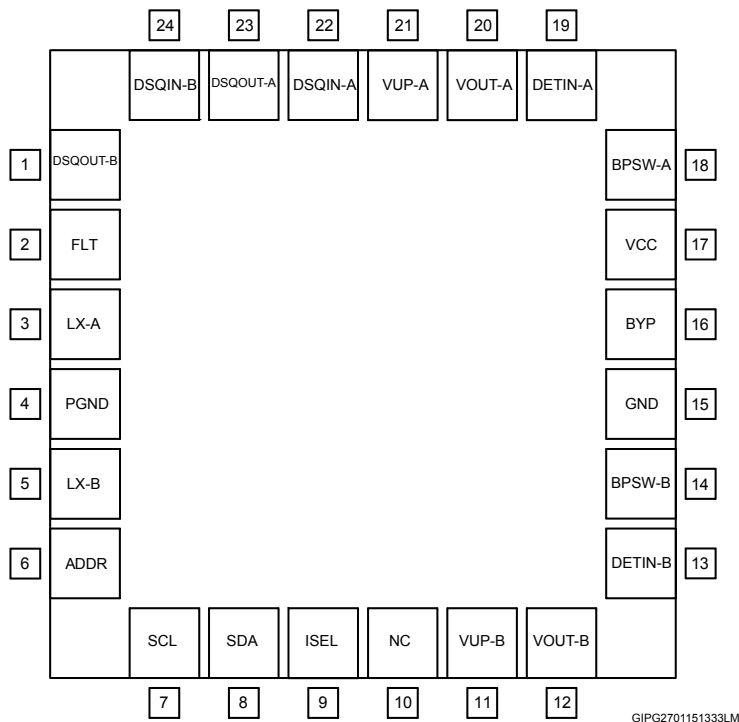 24 23 22 21 20 19
DSQIN-B DSQOUT-A DSQIN-A VUP-A VOUT-A DETIN-A
1 DSQOUT-B BPSW-A 18
2 FLT VCC 17
3 LX-A BYP 16
4 PGND GND 15
5 LX-B BPSW-B 14
6 ADDR DETIN-B 13
SCL SDA ISEL NC VUP-B VOUT-B
7 8 9 10 11 12
GIPG2701151333LM